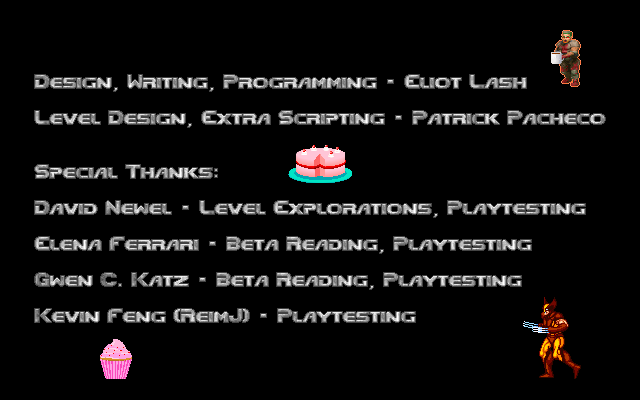 Design, Writing, Programming - Eliot Lash
Level Design, Extra Scripting - Patrick Pacheco
Special Thanks:
David Newel - Level Explorations, Playtesting
Elena Ferrari - Beta Reading, Playtesting
Gwen C. Katz - Beta Reading, Playtesting
Kevin Feng (ReimJ) - Playtesting